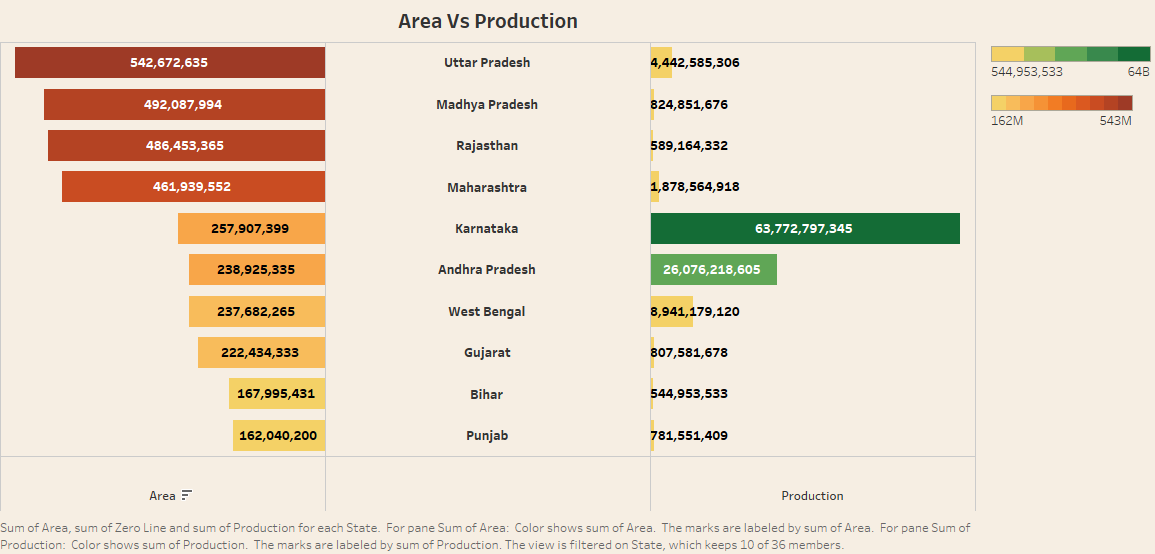 Area Vs Production
542,672,635 Uttar Pradesh 4,442,585,306
492,087,994 Madhya Pradesh 824,851,676
486,453,365 Rajasthan 589,164,332
461,939,552 Maharashtra 1,878,564,918
257,907,399 Karnataka 63,772,797,345
238,925,335 Andhra Pradesh 26,076,218,605
237,682,265 West Bengal 8,941,179,120
222,434,333 Gujarat 807,581,678
167,995,431 Bihar 544,953,533
162,040,200 Punjab 781,551,409
Area Production
544,953,533 64B
162M 543M
Sum of Area, sum of Zero Line and sum of Production for each State. For pane Sum of Area: Color shows sum of Area. The marks are labeled by sum of Area. For pane Sum of
Production: Color shows sum of Production. The marks are labeled by sum of Production. The view is filtered on State, which keeps 10 of 36 members.